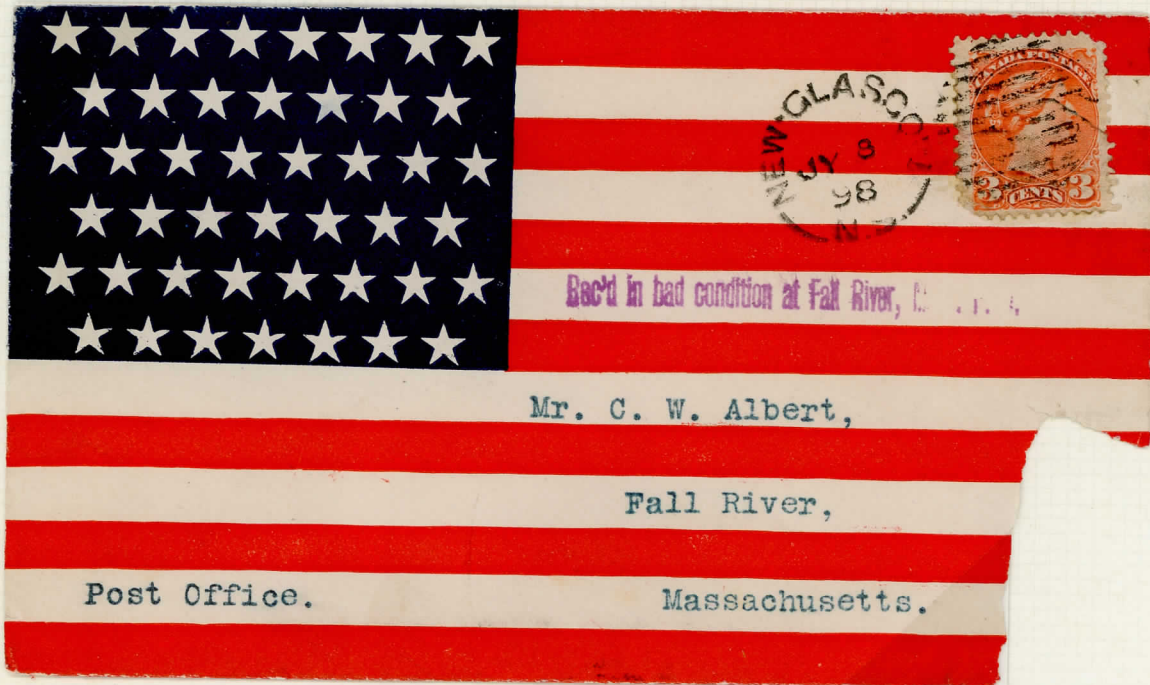 CANADA POSTAGE
3 CENTS 3
NEW-GLASGOW
JY 8
98
N.S.
Rec'd in bad condition at Fall River,
Mr. C. W. Albert,
Fall River,
Post Office. Massachusetts.